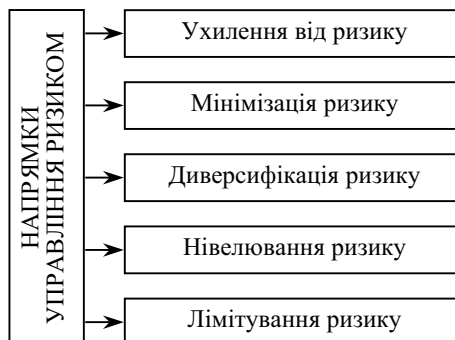 НАПРЯМКИ
УПРАВЛІННЯ РИЗИКОМ
Ухилення від ризику
Мінімізація ризику
Диверсифікація ризику
Нівелювання ризику
Лімітування ризику